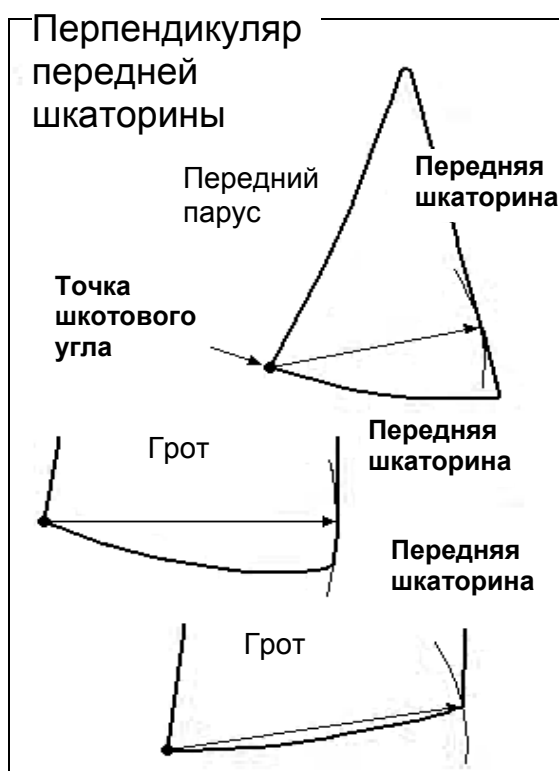 Перпендикуляр
передней
шкаторины
Передняя
шкаторина
Передний
парус
Точка
шкотового
угла
Передняя
шкаторина
Грот
Передняя
шкаторина
Грот